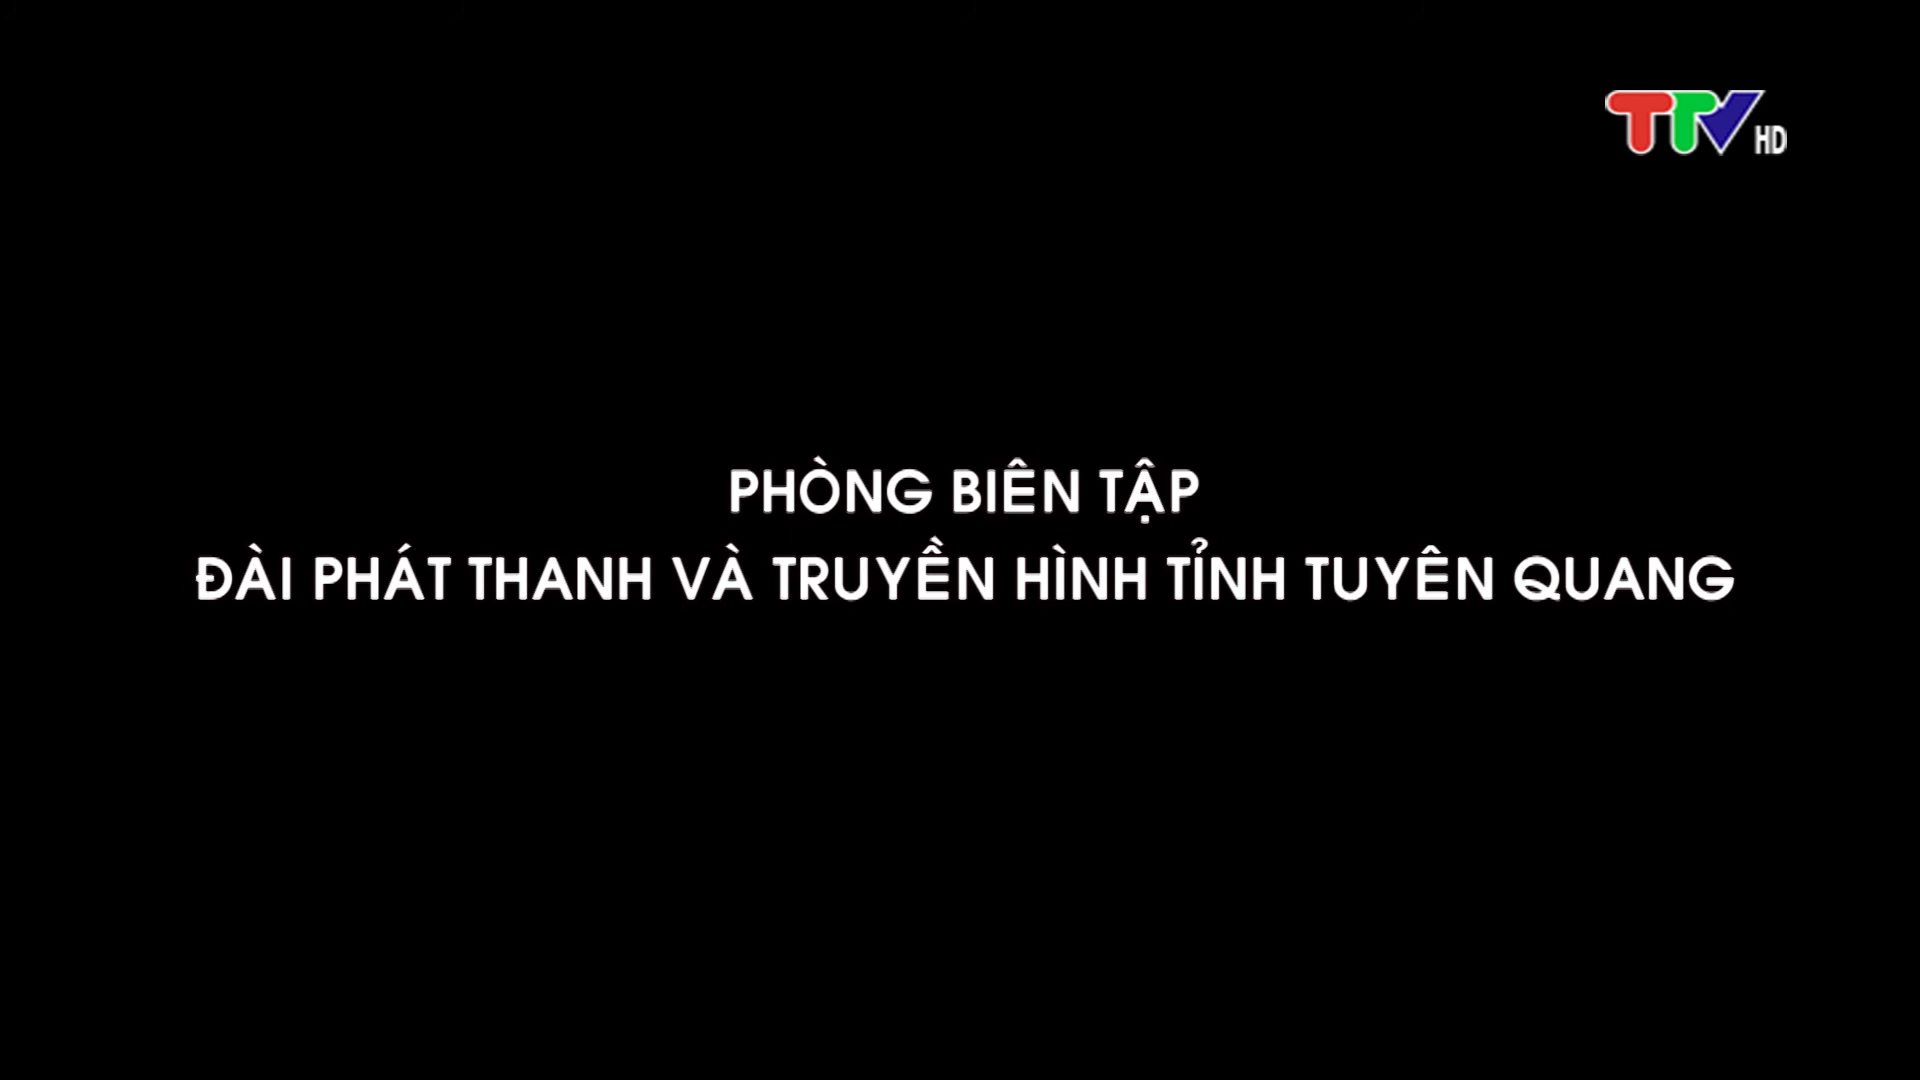 TTV HD
PHÒNG BIÊN TẬP
ĐÀI PHÁT THANH VÀ TRUYỀN HÌNH TỈNH TUYÊN QUANG